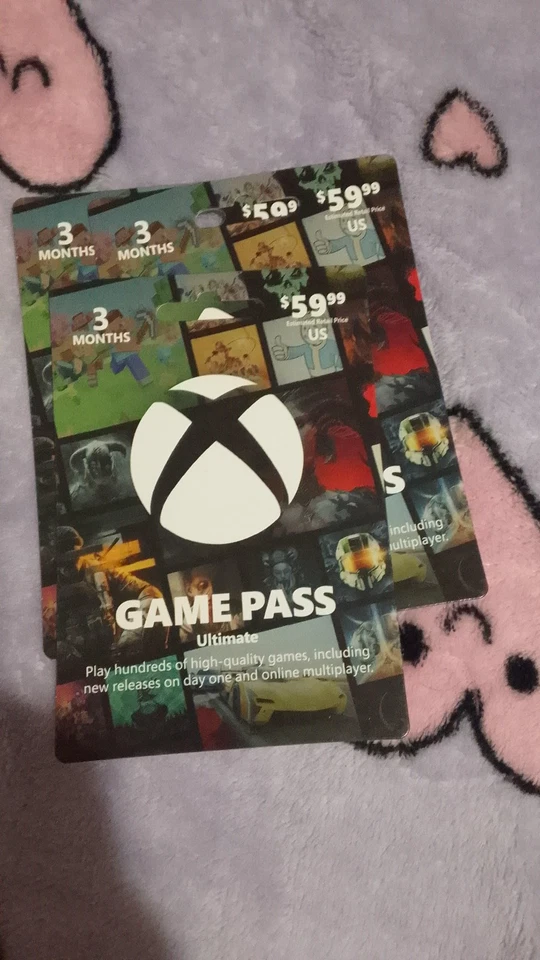 3
MONTHS
3
MONTHS
$59
$59.99
Estimated Retail Price
US
3
MONTHS
$59.99
Estimated Retail Price
US
S
including
multiplayer.
GAME PASS
Ultimate
Play hundreds of high-quality games, including
new releases on day one and online multiplayer.